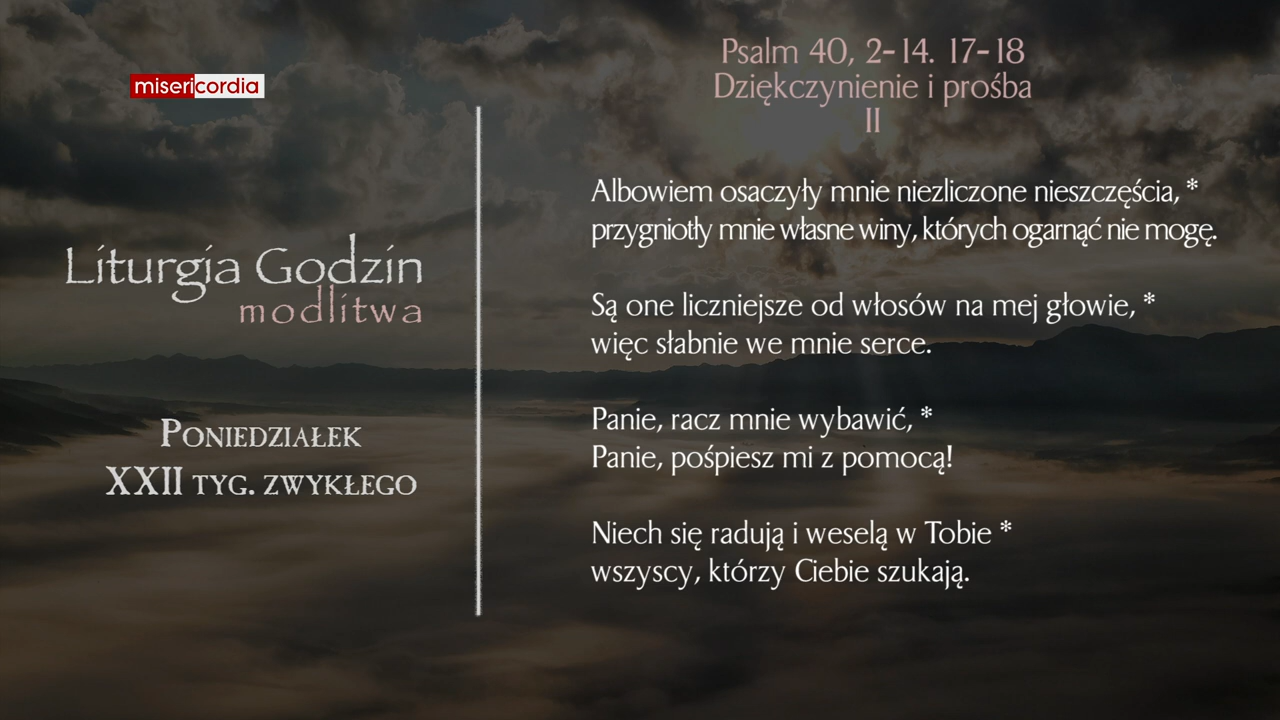 misericordia
Liturgia Godzin
modlitwa
Poniedziałek
XXII tyg. zwykłego
Psalm 40, 2-14. 17-18
Dziękczynienie i prośba
II
Albowiem osaczyły mnie niezliczone nieszczęścia, *
przygniotły mnie własne winy, których ogarnąć nie mogę.
Są one liczniejsze od włosów na mej głowie, *
więc słabnie we mnie serce.
Panie, racz mnie wybawić, *
Panie, pośpiesz mi z pomocą!
Niech się radują i weselą w Tobie *
wszyscy, którzy Ciebie szukają.